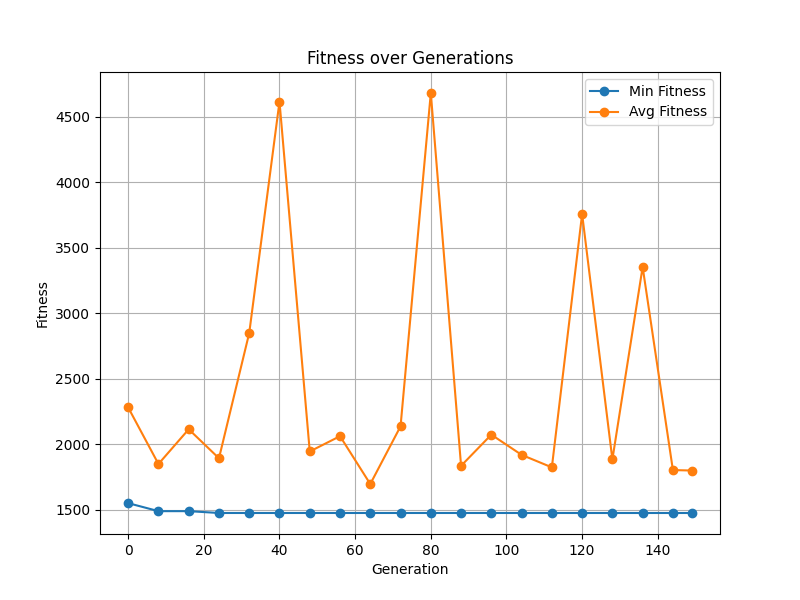 Fitness over Generations
Min Fitness
Avg Fitness
4500
4000
3500
3000
2500
2000
1500
Fitness
0 20 40 60 80 100 120 140
Generation